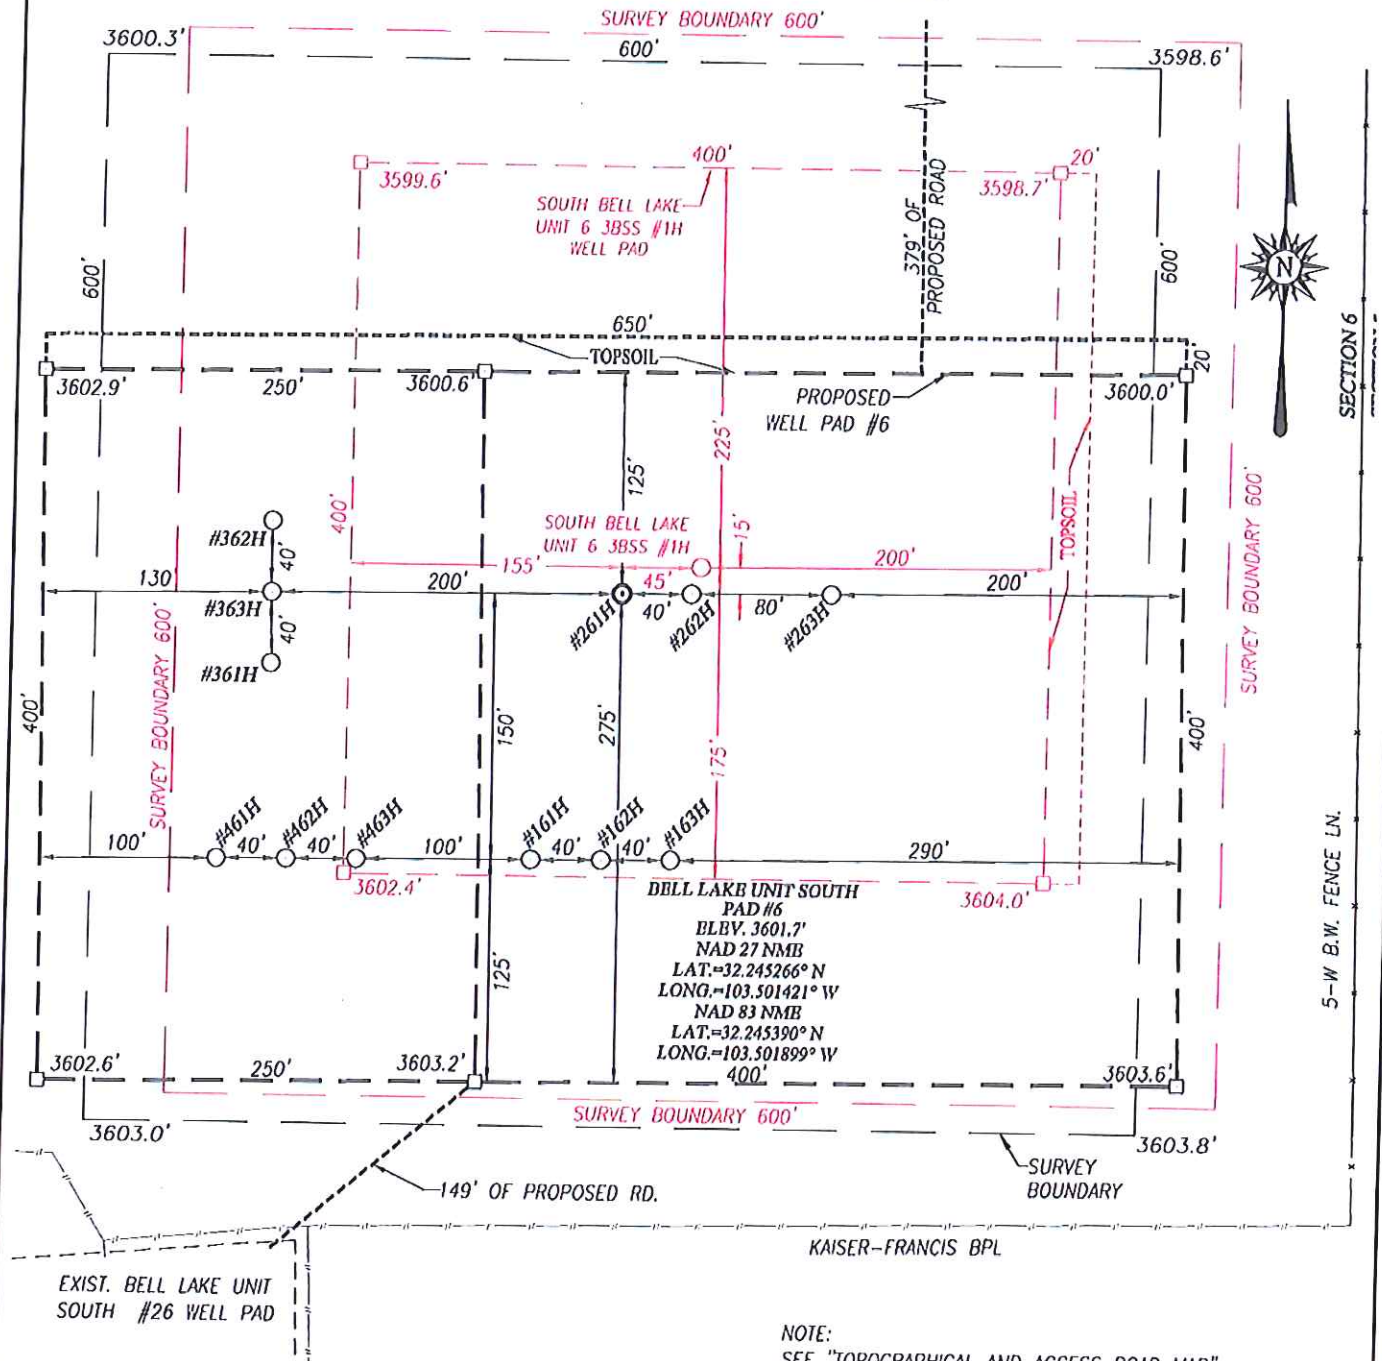 SURVEY BOUNDARY 600'
3600.3'
600'
3598.6'
400'
20'
3599.6'
3598.7'
SOUTH BELL LAKE
UNIT 6 3BSS #1H
WELL PAD
379' OF
PROPOSED ROAD
600'
600'
N
650'
TOPSOIL
20'
SECTION 6
3602.9'
250'
3600.6'
3600.0'
PROPOSED
WELL PAD #6
225'
125'
400'
#362H
40'
SOUTH BELL LAKE
UNIT 6 3BSS #1H
15'
TOPSOIL
SURVEY BOUNDARY 600'
155'
200'
130
200'
45'
200'
#363H
40'
#261H
40'
#262H
80'
#263H
#361H
SURVEY BOUNDARY 600'
400'
150'
275'
175'
400'
#461H
#462H
#463H
#161H
#162H
#163H
100'
40'
40'
100'
40'
40'
290'
3602.4'
3604.0'
BELL LAKE UNIT SOUTH
PAD #6
ELEV. 3601.7'
NAD 27 NME
LAT.=32.245266° N
LONG.=103.501421° W
NAD 83 NME
LAT.=32.245390° N
LONG.=103.501899° W
125'
5-W B.W. FENCE LN.
3602.6'
250'
3603.2'
400'
3603.6'
SURVEY BOUNDARY 600'
3603.0'
3603.8'
SURVEY
BOUNDARY
149' OF PROPOSED RD.
KAISER-FRANCIS BPL
EXIST. BELL LAKE UNIT
SOUTH #26 WELL PAD
NOTE:
SEE "TOPOGRAPHICAL AND ACCESS ROAD MAP"